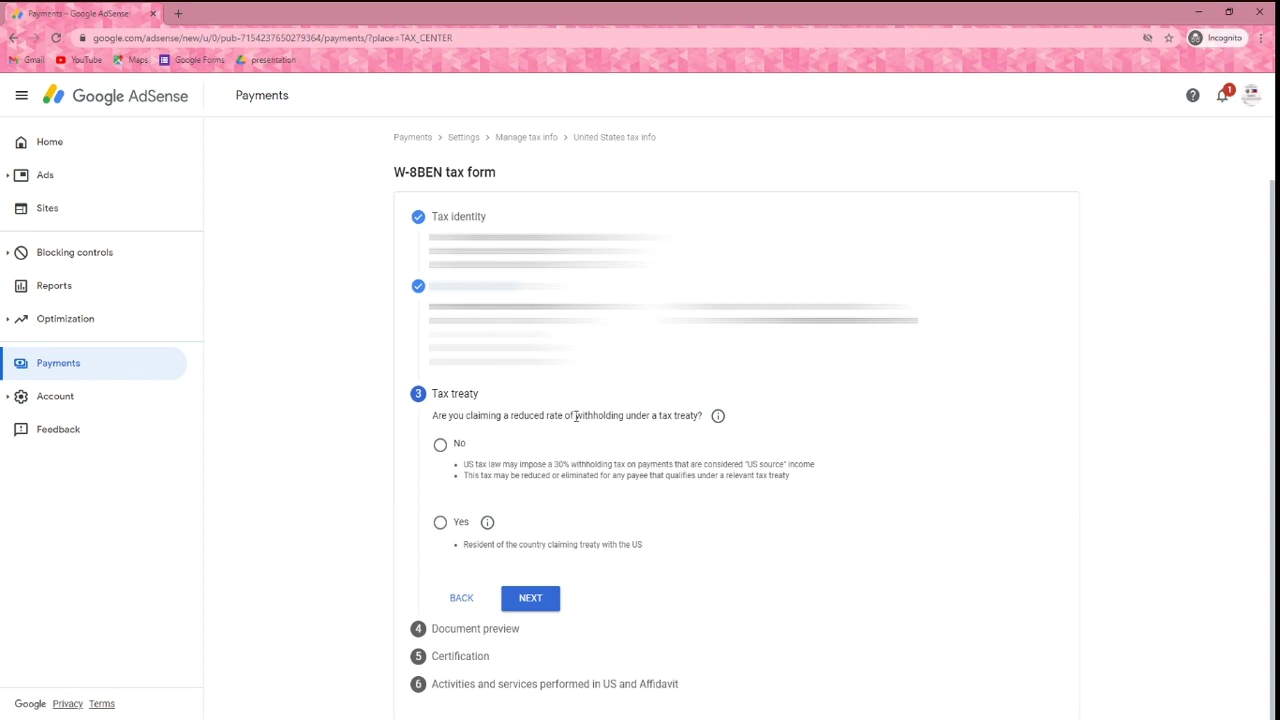 Payments – Google AdSense
google.com/adsense/new/u/0/pub-7154237650279364/payments/?place=TAX_CENTER
Incognito
Gmail YouTube Maps Google Forms presentation
Google AdSense
Payments
1
Home
Ads
Sites
Blocking controls
Reports
Optimization
Payments
Account
Feedback
Google Privacy Terms
Payments > Settings > Manage tax info > United States tax info
W-8BEN tax form
Tax identity
3 Tax treaty
Are you claiming a reduced rate of withholding under a tax treaty?
No
• US tax law may impose a 30% withholding tax on payments that are considered "US source" income
• This tax may be reduced or eliminated for any payee that qualifies under a relevant tax treaty
Yes
• Resident of the country claiming treaty with the US
BACK NEXT
4 Document preview
5 Certification
6 Activities and services performed in US and Affidavit